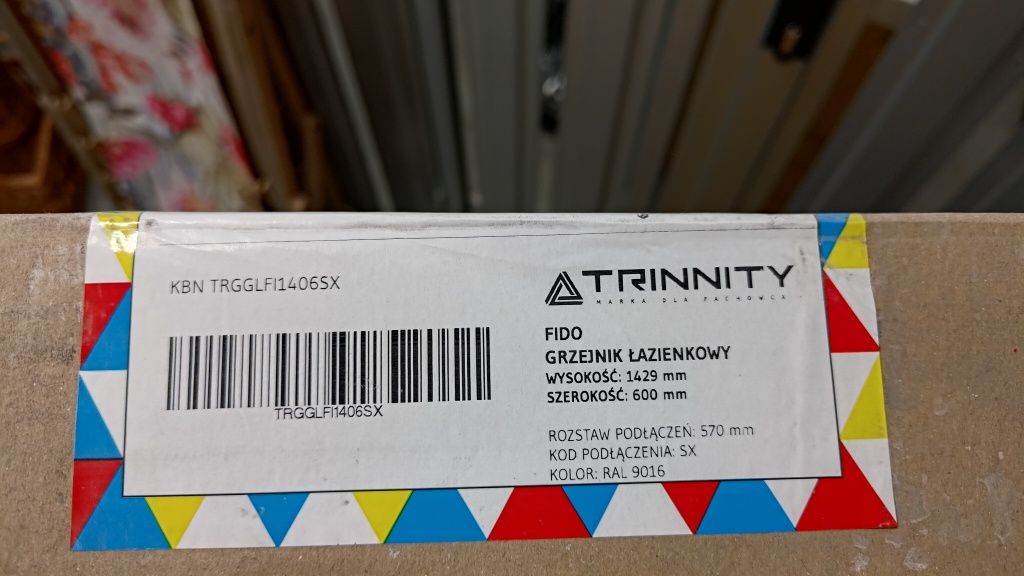 KBN TRGGLFI1406SX
TRGGLFI1406SX
TRINNITY
MARKA DLA FACHOWCA
FIDO
GRZEJNIK ŁAZIENKOWY
WYSOKOŚĆ: 1429 mm
SZEROKOŚĆ: 600 mm
ROZSTAW PODŁĄCZEŃ: 570 mm
KOD PODŁĄCZENIA: SX
KOLOR: RAL 9016